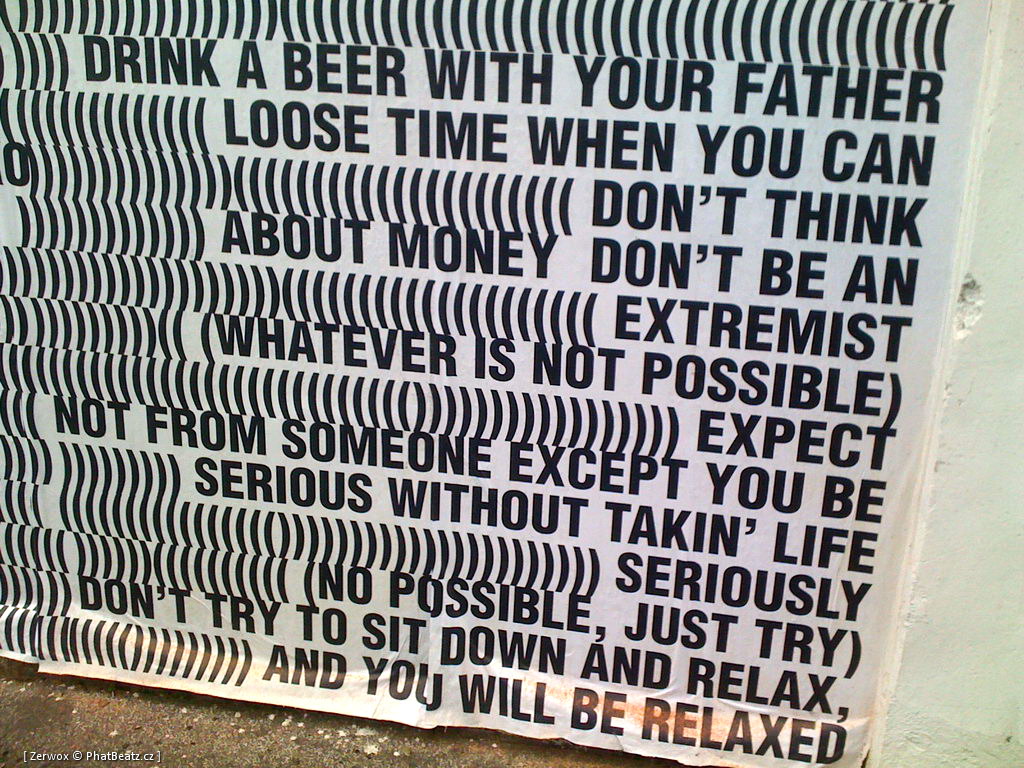 DRINK A BEER WITH YOUR FATHER
LOOSE TIME WHEN YOU CAN
DON'T THINK
ABOUT MONEY DON'T BE AN
EXTREMIST
(WHATEVER IS NOT POSSIBLE)
EXPECT
NOT FROM SOMEONE EXCEPT YOU BE
SERIOUS WITHOUT TAKIN' LIFE
SERIOUSLY
(NO POSSIBLE, JUST TRY)
DON'T TRY TO SIT DOWN AND RELAX,
AND YOU WILL BE RELAXED
[ Zerwox © PhatBeatz.cz ]